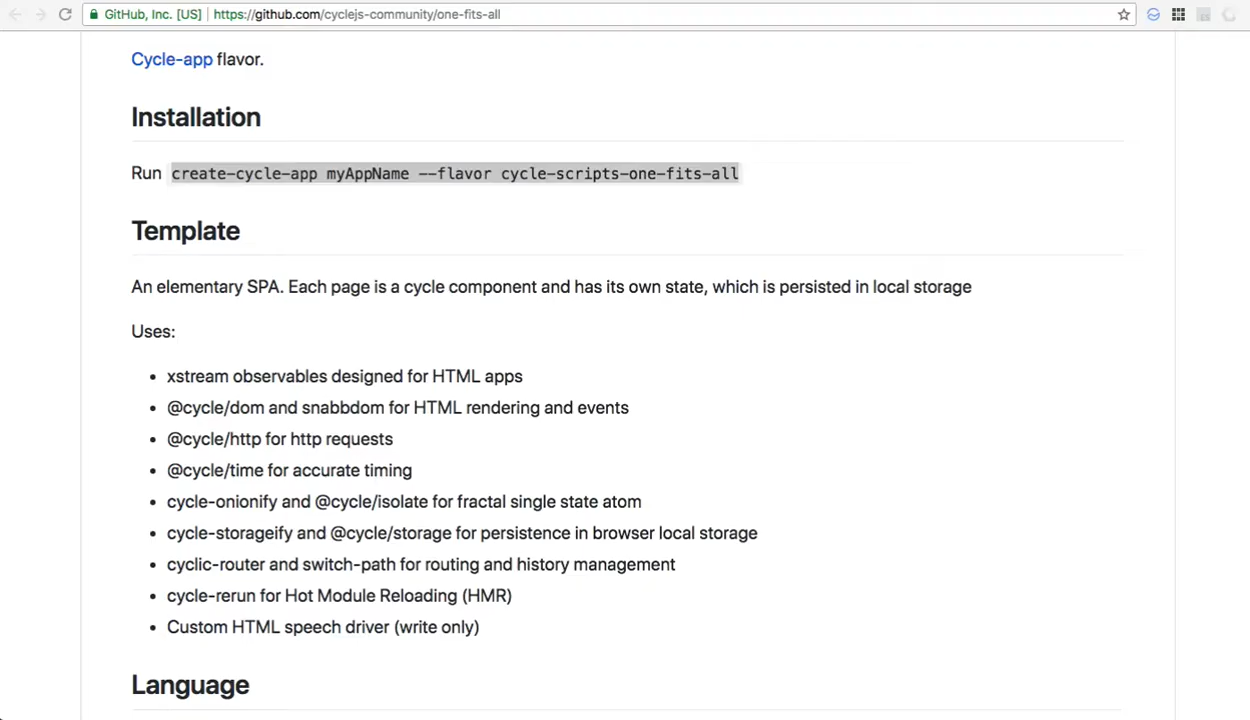 GitHub, Inc. [US] https://github.com/cyclejs-community/one-fits-all
Cycle-app flavor.
Installation
Run create-cycle-app myAppName --flavor cycle-scripts-one-fits-all
Template
An elementary SPA. Each page is a cycle component and has its own state, which is persisted in local storage
Uses:
• xstream observables designed for HTML apps
• @cycle/dom and snabbdom for HTML rendering and events
• @cycle/http for http requests
• @cycle/time for accurate timing
• cycle-onionify and @cycle/isolate for fractal single state atom
• cycle-storageify and @cycle/storage for persistence in browser local storage
• cyclic-router and switch-path for routing and history management
• cycle-rerun for Hot Module Reloading (HMR)
• Custom HTML speech driver (write only)
Language